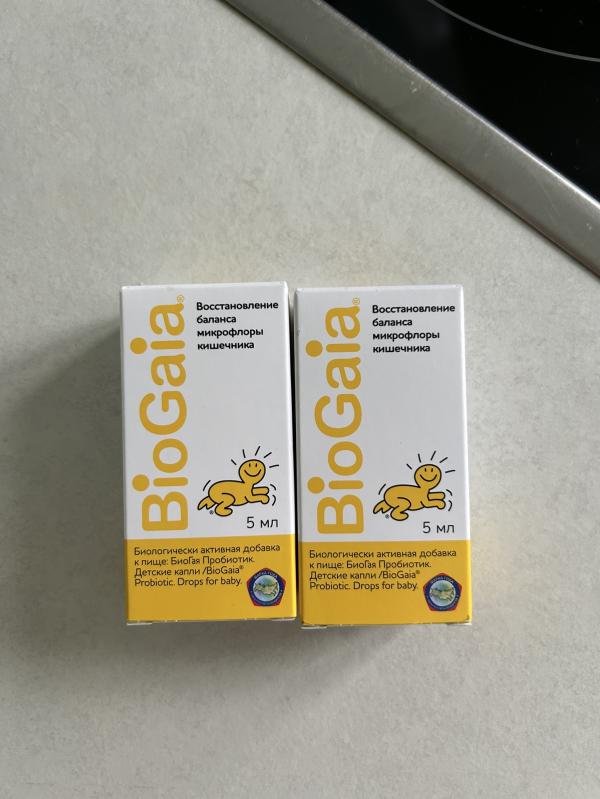 BioGaia®
Восстановление
баланса
микрофлоры
кишечника
5 мл
Биологически активная добавка
к пище: БиоГая Пробиотик.
Детские капли /BioGaia®
Probiotic. Drops for baby.
BioGaia®
Восстановление
баланса
микрофлоры
кишечника
5 мл
Биологически активная добавка
к пище: БиоГая Пробиотик.
Детские капли /BioGaia®
Probiotic. Drops for baby.